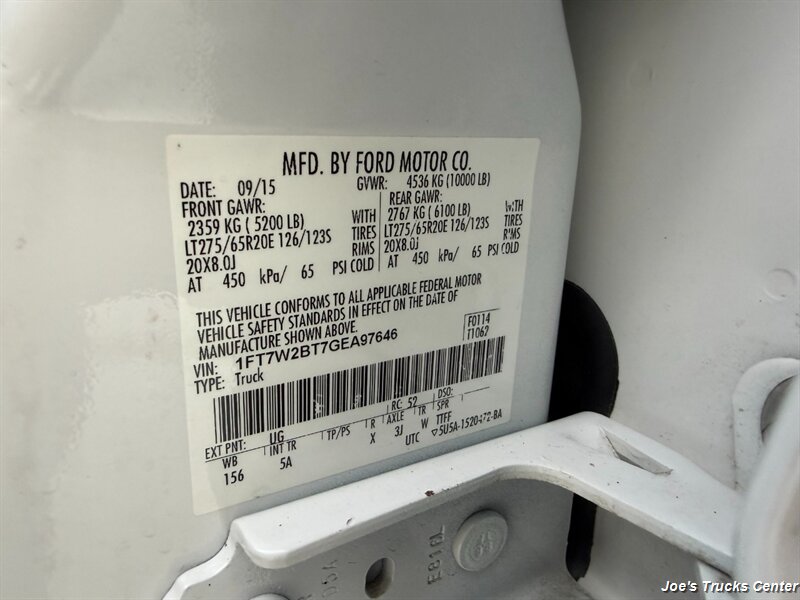 MFD. BY FORD MOTOR CO.
DATE: 09/15 GVWR: 4536 KG (10000 LB)
FRONT GAWR: REAR GAWR:
2359 KG ( 5200 LB) WITH 2767 KG ( 6100 LB) WITH
LT275/65R20E 126/123S TIRES LT275/65R20E 126/123S TIRES
20X8.0J RIMS 20X8.0J RIMS
AT 450 kPa/ 65 PSI COLD AT 450 kPa/ 65 PSI COLD
THIS VEHICLE CONFORMS TO ALL APPLICABLE FEDERAL MOTOR
VEHICLE SAFETY STANDARDS IN EFFECT ON THE DATE OF
MANUFACTURE SHOWN ABOVE.
F0114
VIN: 1FT7W2BT7GEA97646
T1062
TYPE: Truck
RC: 52 DSO:
EXT PNT: UG
WB INT TR TP/PS R AXLE TR SPR
156 5A X 3J W TTFF
UTC ▽5U5A-1520472-BA
E818L
Joe's Trucks Center